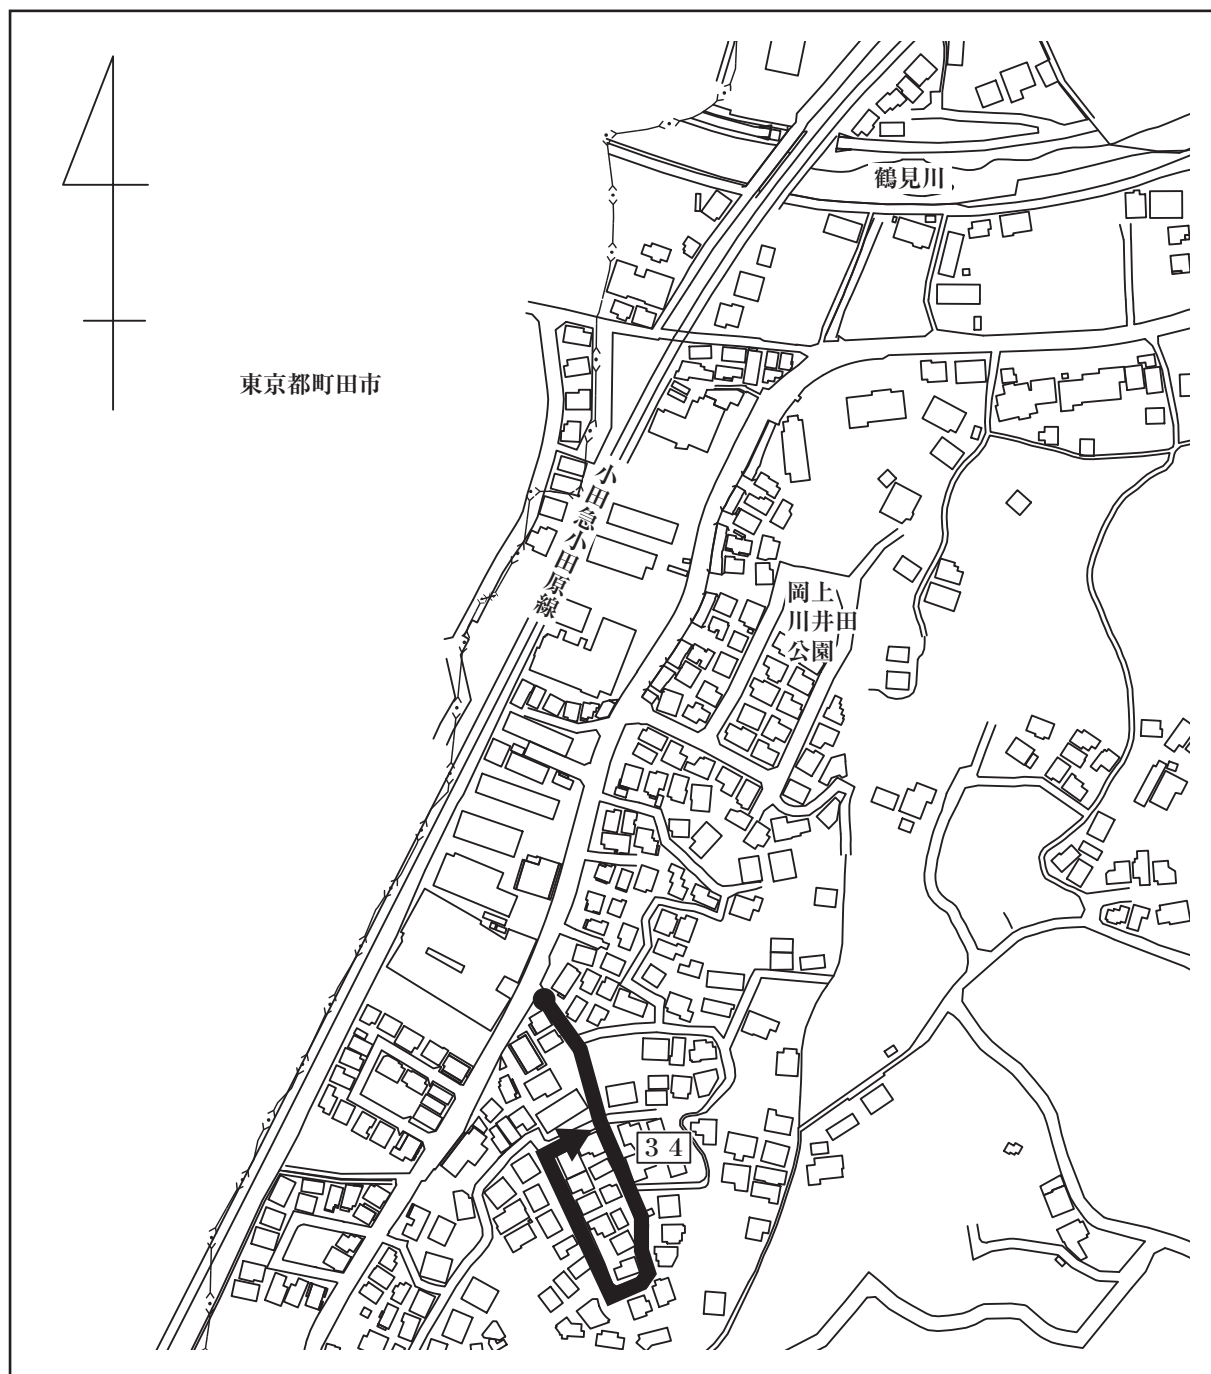 鶴見川
東京都町田市
小田急小田原線
岡上
川井田
公園
３４